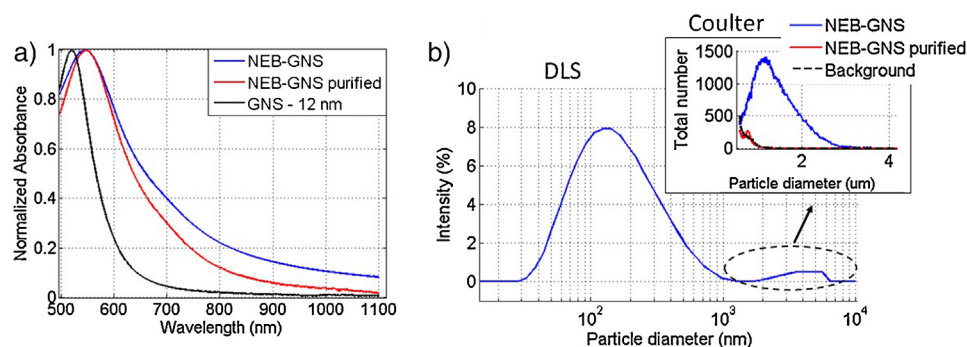 a)
NEB-GNS
NEB-GNS purified
GNS - 12 nm
1
0.8
0.6
0.4
0.2
0
Normalized Absorbance
500 600 700 800 900 1000 1100
Wavelength (nm)
b)
DLS
8
6
4
2
0
Intensity (%)
10² 10³ 10⁴
Particle diameter (nm)
Coulter
NEB-GNS
NEB-GNS purified
Background
1500
1000
500
0
Total number
2 4
Particle diameter (um)